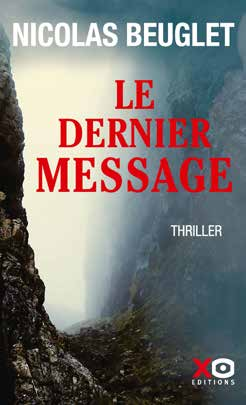 NICOLAS BEUGLET
LE
DERNIER
MESSAGE
THRILLER
XO
EDITIONS